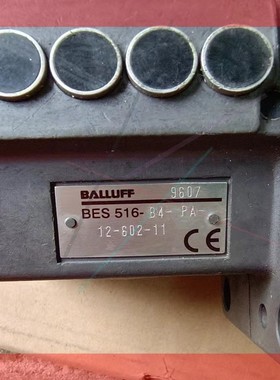 BALLUFF 9607
BES 516-B4-PA-
12-602-11
CE